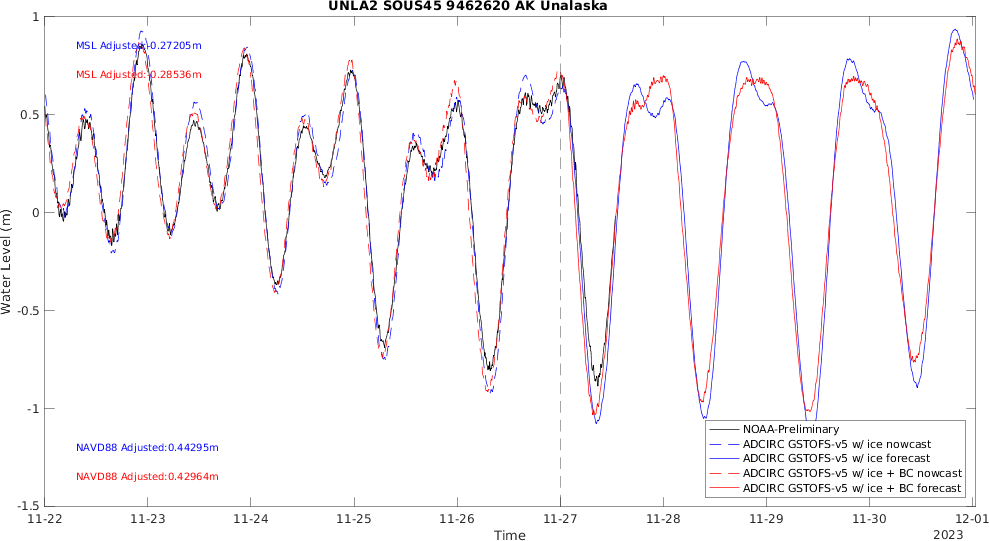 UNLA2 SOUS45 9462620 AK Unalaska
1
MSL Adjusted:-0.27205m
MSL Adjusted:-0.28536m
0.5
0
Water Level (m)
-0.5
-1
NAVD88 Adjusted:0.44295m
NAVD88 Adjusted:0.42964m
NOAA-Preliminary
ADCIRC GSTOFS-v5 w/ ice nowcast
ADCIRC GSTOFS-v5 w/ ice forecast
ADCIRC GSTOFS-v5 w/ ice + BC nowcast
ADCIRC GSTOFS-v5 w/ ice + BC forecast
-1.5
11-22 11-23 11-24 11-25 11-26 11-27 11-28 11-29 11-30 12-01
Time
2023